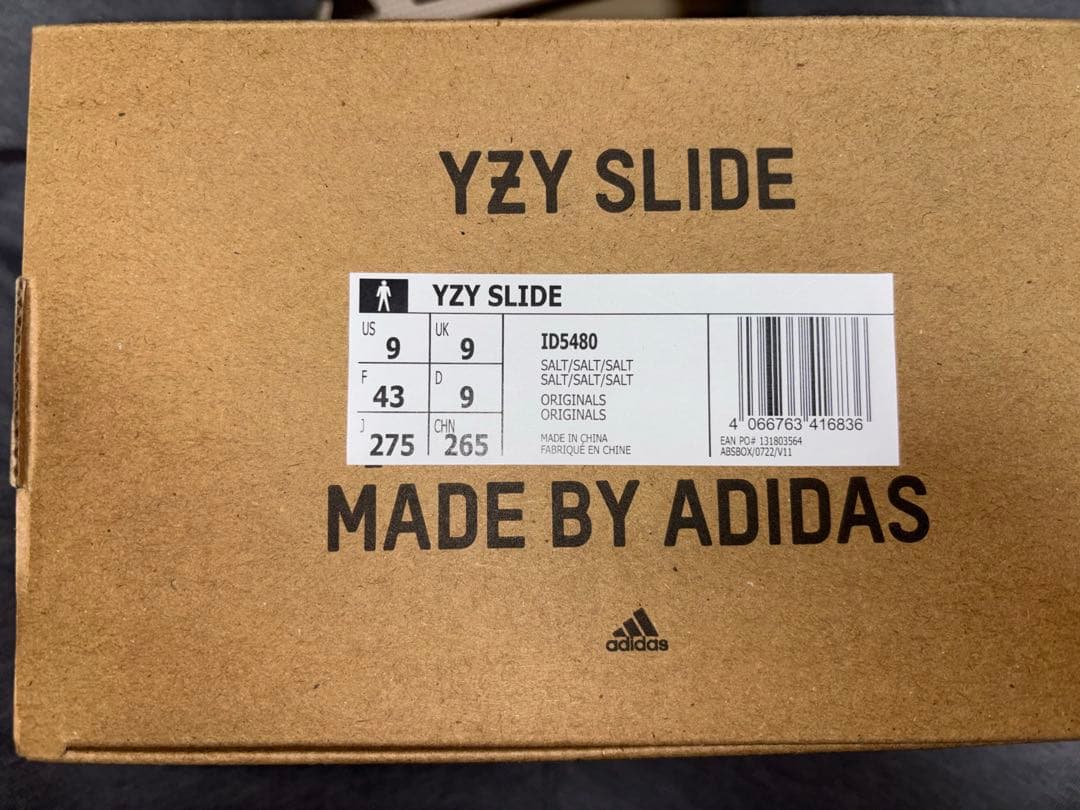 YZY SLIDE
YZY SLIDE
US 9 UK 9
F 43 D 9
J 275 CHN 265
ID5480
SALT/SALT/SALT
SALT/SALT/SALT
ORIGINALS
ORIGINALS
MADE IN CHINA
FABRIQUÉ EN CHINE
4 066763 416836
EAN PO# 131803564
ABSBOX/0722/V11
MADE BY ADIDAS
adidas